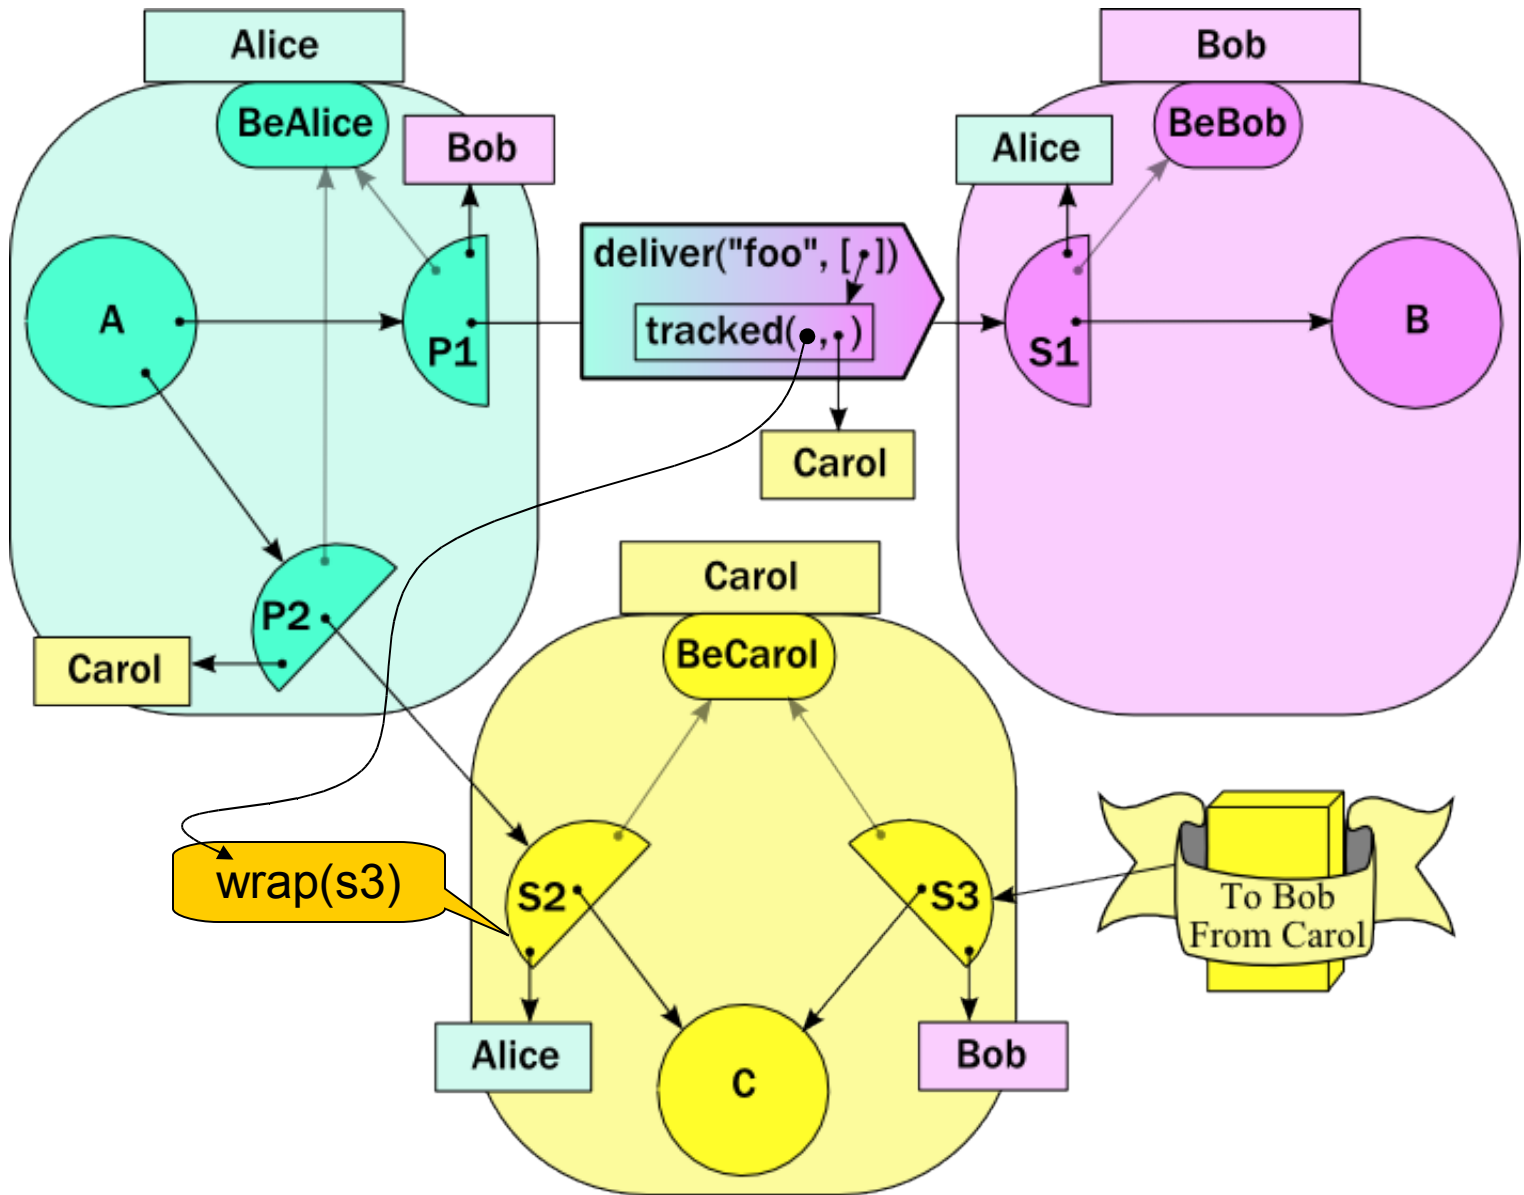 Alice
Bob
BeAlice
Bob
Alice
BeBob
deliver("foo", [ ])
A
P1
tracked( , )
S1
B
Carol
Carol
P2
Carol
BeCarol
wrap(s3)
S2
S3
To Bob
From Carol
Alice
Bob
C